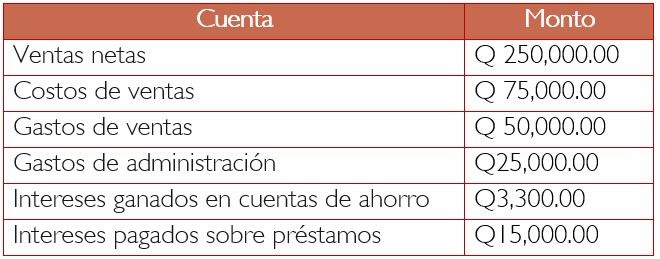 Cuenta Monto
Ventas netas Q 250,000.00
Costos de ventas Q 75,000.00
Gastos de ventas Q 50,000.00
Gastos de administración Q25,000.00
Intereses ganados en cuentas de ahorro Q3,300.00
Intereses pagados sobre préstamos Q15,000.00